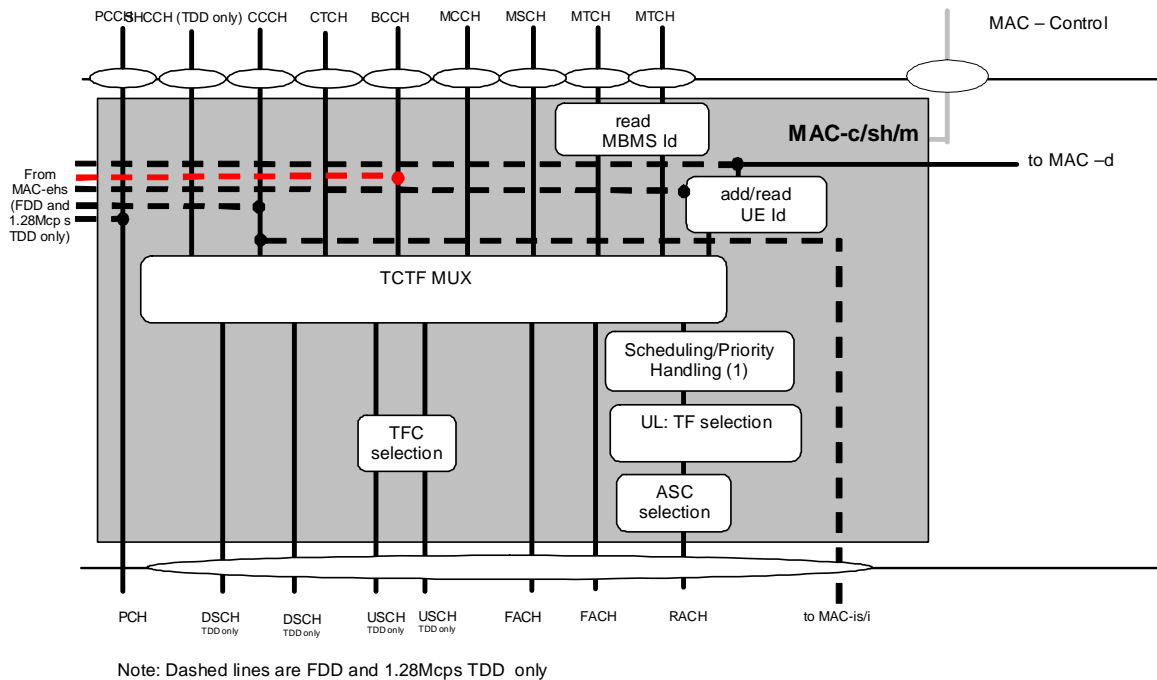 PCCH SHCCH (TDD only) CCCH CTCH BCCH MCCH MSCH MTCH MTCH
MAC – Control
read
MBMS Id
MAC-c/sh/m
to MAC –d
From
MAC-ehs
(FDD and
1.28Mcp s
TDD only)
add/read
UE Id
TCTF MUX
Scheduling/Priority
Handling (1)
UL: TF selection
TFC
selection
ASC
selection
PCH DSCH DSCH USCH USCH FACH FACH RACH to MAC-is/i
TDD only TDD only TDD only TDD only
Note: Dashed lines are FDD and 1.28Mcps TDD only